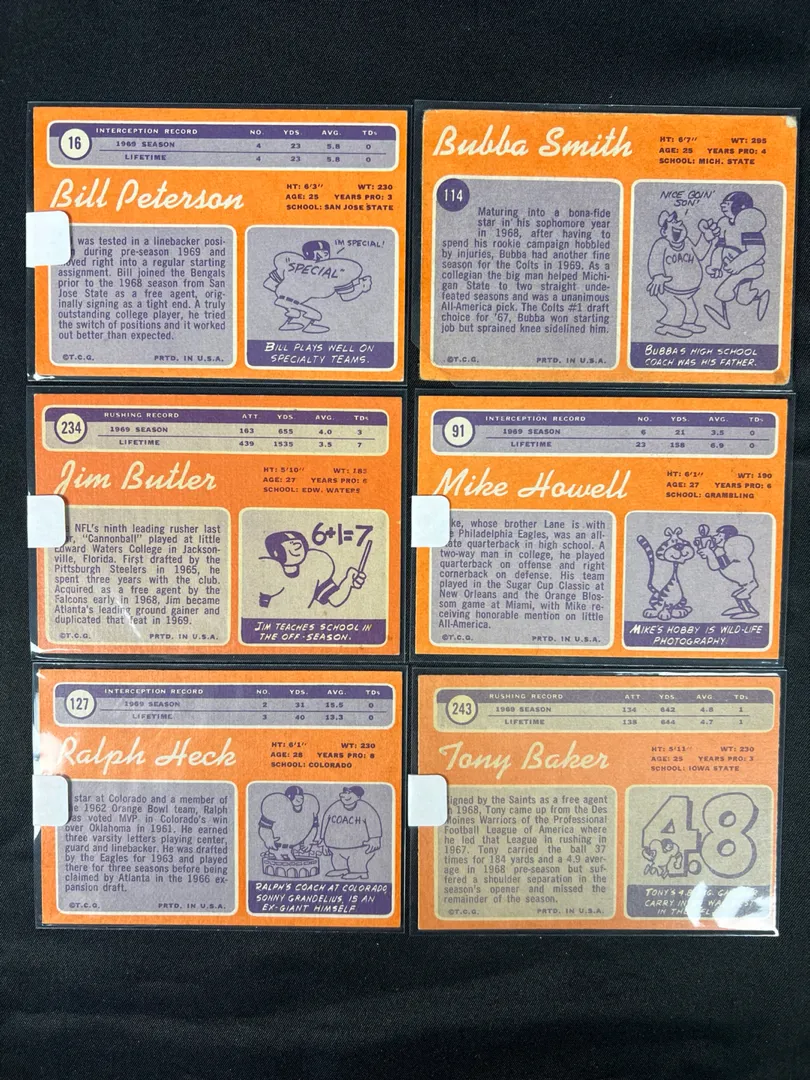 16
INTERCEPTION RECORD NO. YDS. AVG. TDs
1969 SEASON 4 23 5.8 0
LIFETIME 4 23 5.8 0
Bill Peterson
HT: 6'3" WT: 230
AGE: 25 YEARS PRO: 3
SCHOOL: SAN JOSE STATE
was tested in a linebacker posi-
during pre-season 1969 and
moved right into a regular starting
assignment. Bill joined the Bengals
prior to the 1968 season from San
Jose State as a free agent, orig-
inally signing as a tight end. A truly
outstanding college player, he tried
the switch of positions and it worked
out better than expected.
©T.C.G. PRTD. IN U.S.A.
I'M SPECIAL!
"SPECIAL"
BILL PLAYS WELL ON
SPECIALTY TEAMS.
Bubba Smith
HT: 6'7" WT: 295
AGE: 25 YEARS PRO: 4
SCHOOL: MICH. STATE
114
Maturing into a bona-fide
star in his sophomore year
in 1968, after having to
spend his rookie campaign hobbled
by injuries, Bubba had another fine
season for the Colts in 1969. As a
collegian the big man helped Michi-
gan State to two straight unde-
feated seasons and was a unanimous
All-America pick. The Colts #1 draft
choice for '67, Bubba won starting
job but sprained knee sidelined him.
©T.C.G. PRTD. IN U.S.A.
NICE GOIN'
SON!
COACH
BUBBA'S HIGH SCHOOL
COACH WAS HIS FATHER.
234
RUSHING RECORD ATT. YDS. AVG. TDs
1969 SEASON 163 655 4.0 3
LIFETIME 439 1535 3.5 7
Jim Butler
HT: 5'10" WT: 185
AGE: 27 YEARS PRO: 6
SCHOOL: EDW. WATERS
NFL's ninth leading rusher last
"Cannonball" played at little
Edward Waters College in Jackson-
ville, Florida. First drafted by the
Pittsburgh Steelers in 1965, he
spent three years with the club.
Acquired as a free agent by the
Falcons early in 1968, Jim became
Atlanta's leading ground gainer and
duplicated that feat in 1969.
©T.C.G. PRTD. IN U.S.A.
6+1=7
JIM TEACHES SCHOOL IN
THE OFF-SEASON.
91
INTERCEPTION RECORD NO. YDS. AVG. TDs
1969 SEASON 6 21 3.5 0
LIFETIME 23 158 6.9 0
Mike Howell
HT: 6'1" WT: 190
AGE: 27 YEARS PRO: 6
SCHOOL: GRAMBLING
whose brother Lane is with
Philadelphia Eagles, was an all-
state quarterback in high school. A
two-way man in college, he played
quarterback on offense and right
cornerback on defense. His team
played in the Sugar Cup Classic at
New Orleans and the Orange Blos-
som game at Miami, with Mike re-
ceiving honorable mention on little
All-America.
©T.C.G. PRTD. IN U.S.A.
MIKE'S HOBBY IS WILD-LIFE
PHOTOGRAPHY.
127
INTERCEPTION RECORD NO. YDS. AVG. TDs
1969 SEASON 2 31 15.5 0
LIFETIME 3 40 13.3 0
Ralph Heck
HT: 6'1" WT: 230
AGE: 28 YEARS PRO: 8
SCHOOL: COLORADO
star at Colorado and a member of
1962 Orange Bowl team, Ralph
was voted MVP in Colorado's win
over Oklahoma in 1961. He earned
three varsity letters playing center,
guard and linebacker. He was drafted
by the Eagles for 1963 and played
there for three seasons before being
claimed by Atlanta in the 1966 ex-
pansion draft.
©T.C.G. PRTD. IN U.S.A.
COACH
RALPH'S COACH AT COLORADO,
SONNY GRANDELIUS, IS AN
EX-GIANT HIMSELF
243
RUSHING RECORD ATT YDS. AVG. TDs
1969 SEASON 134 642 4.8 1
LIFETIME 138 644 4.7 1
Tony Baker
HT: 5'11" WT: 230
AGE: 25 YEARS PRO: 3
SCHOOL: IOWA STATE
Signed by the Saints as a free agent
1968, Tony came up from the Des
Moines Warriors of the Professional
Football League of America where
he led the League in rushing in
1967. Tony carried the ball 37
times for 184 yards and a 4.9 average
in 1968 pre-season but suf-
fered a shoulder separation in the
season's opener and missed the
remainder of the season.
©T.C.G. PRTD. IN U.S.A.
4.8
TONY'S 4.8
CARRY IN
IN THE